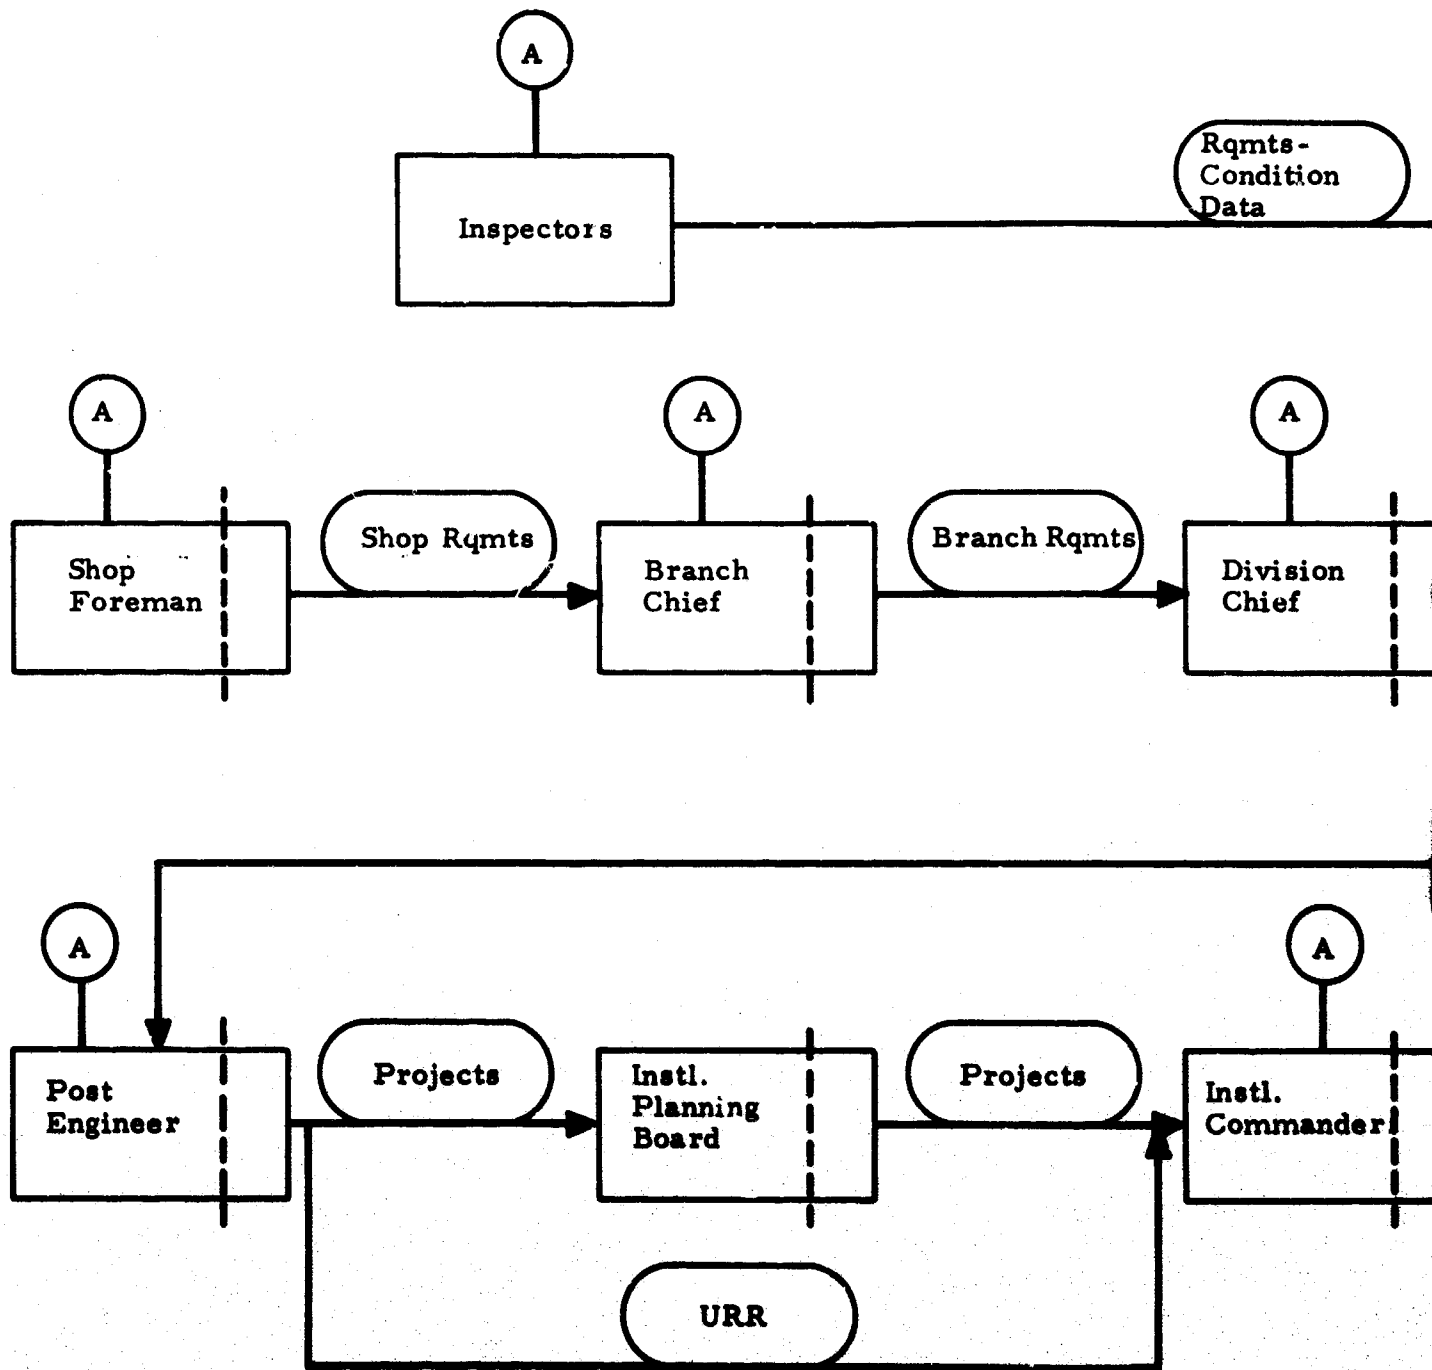 A
Inspectors
Rqmts-
Condition
Data
A
A
A
Shop
Foreman
Shop Rqmts
Branch
Chief
Branch Rqmts
Division
Chief
A
A
Post
Engineer
Projects
Instl.
Planning
Board
Projects
Instl.
Commander
URR